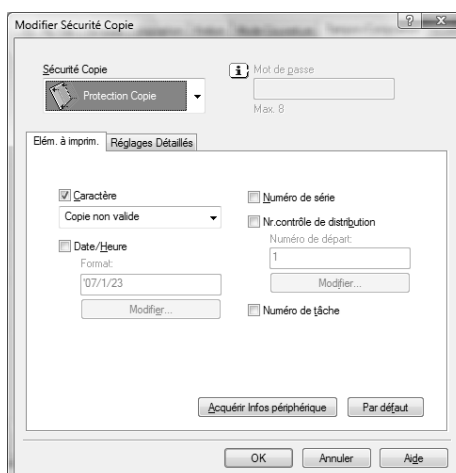 Modifier Sécurité Copie
Sécurité Copie
Protection Copie
Mot de passe
Max. 8
Elém. à imprim.
Réglages Détaillés
Caractère
Copie non valide
Date/Heure
Format:
'07/1/23
Modifier...
Numéro de série
Nr.contrôle de distribution
Numéro de départ:
1
Modifier...
Numéro de tâche
Acquérir Infos périphérique
Par défaut
OK
Annuler
Aide